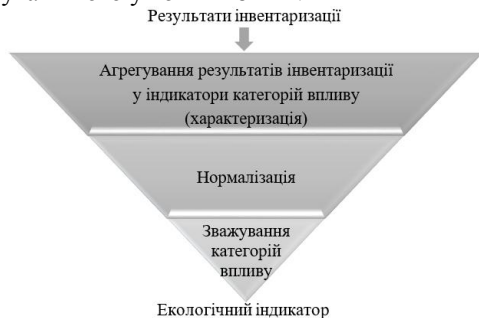 Результати інвентаризації
Агрегування результатів інвентаризації
у індикатори категорій впливу
(характеризація)
Нормалізація
Зважування
категорій
впливу
Екологічний індикатор